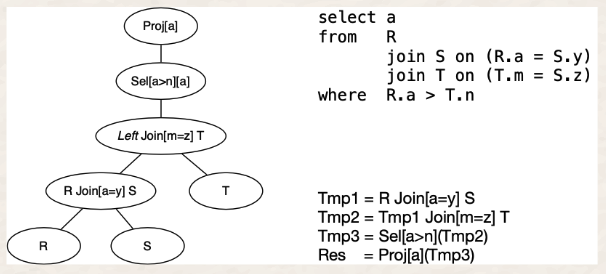 Proj[a]
Sel[a>n][a]
Left Join[m=z] T
R Join[a=y] S
T
R
S
select a
from R
join S on (R.a = S.y)
join T on (T.m = S.z)
where R.a > T.n
Tmp1 = R Join[a=y] S
Tmp2 = Tmp1 Join[m=z] T
Tmp3 = Sel[a>n](Tmp2)
Res = Proj[a](Tmp3)